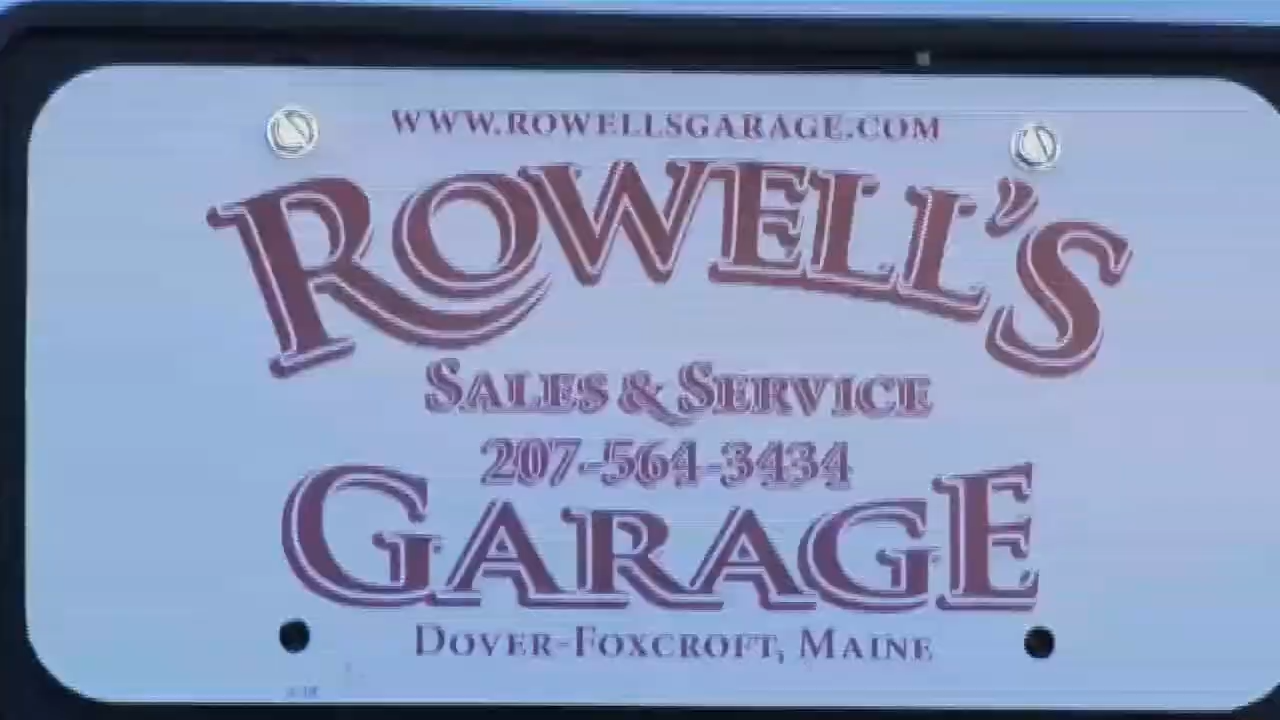 WWW.ROWELLSGARAGE.COM
ROWELL'S
SALES & SERVICE
207-564-3434
GARAGE
DOVER-FOXCROFT, MAINE